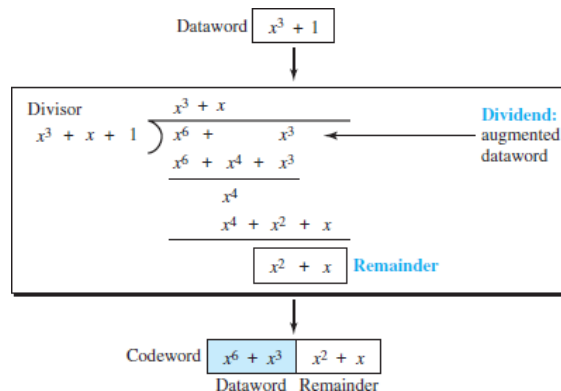 Dataword x³ + 1
Divisor x³ + x
Dividend:
x³ + x + 1 ) x⁶ + x³
augmented
dataword
x⁶ + x⁴ + x³
x⁴
x⁴ + x² + x
x² + x Remainder
Codeword x⁶ + x³ x² + x
Dataword Remainder